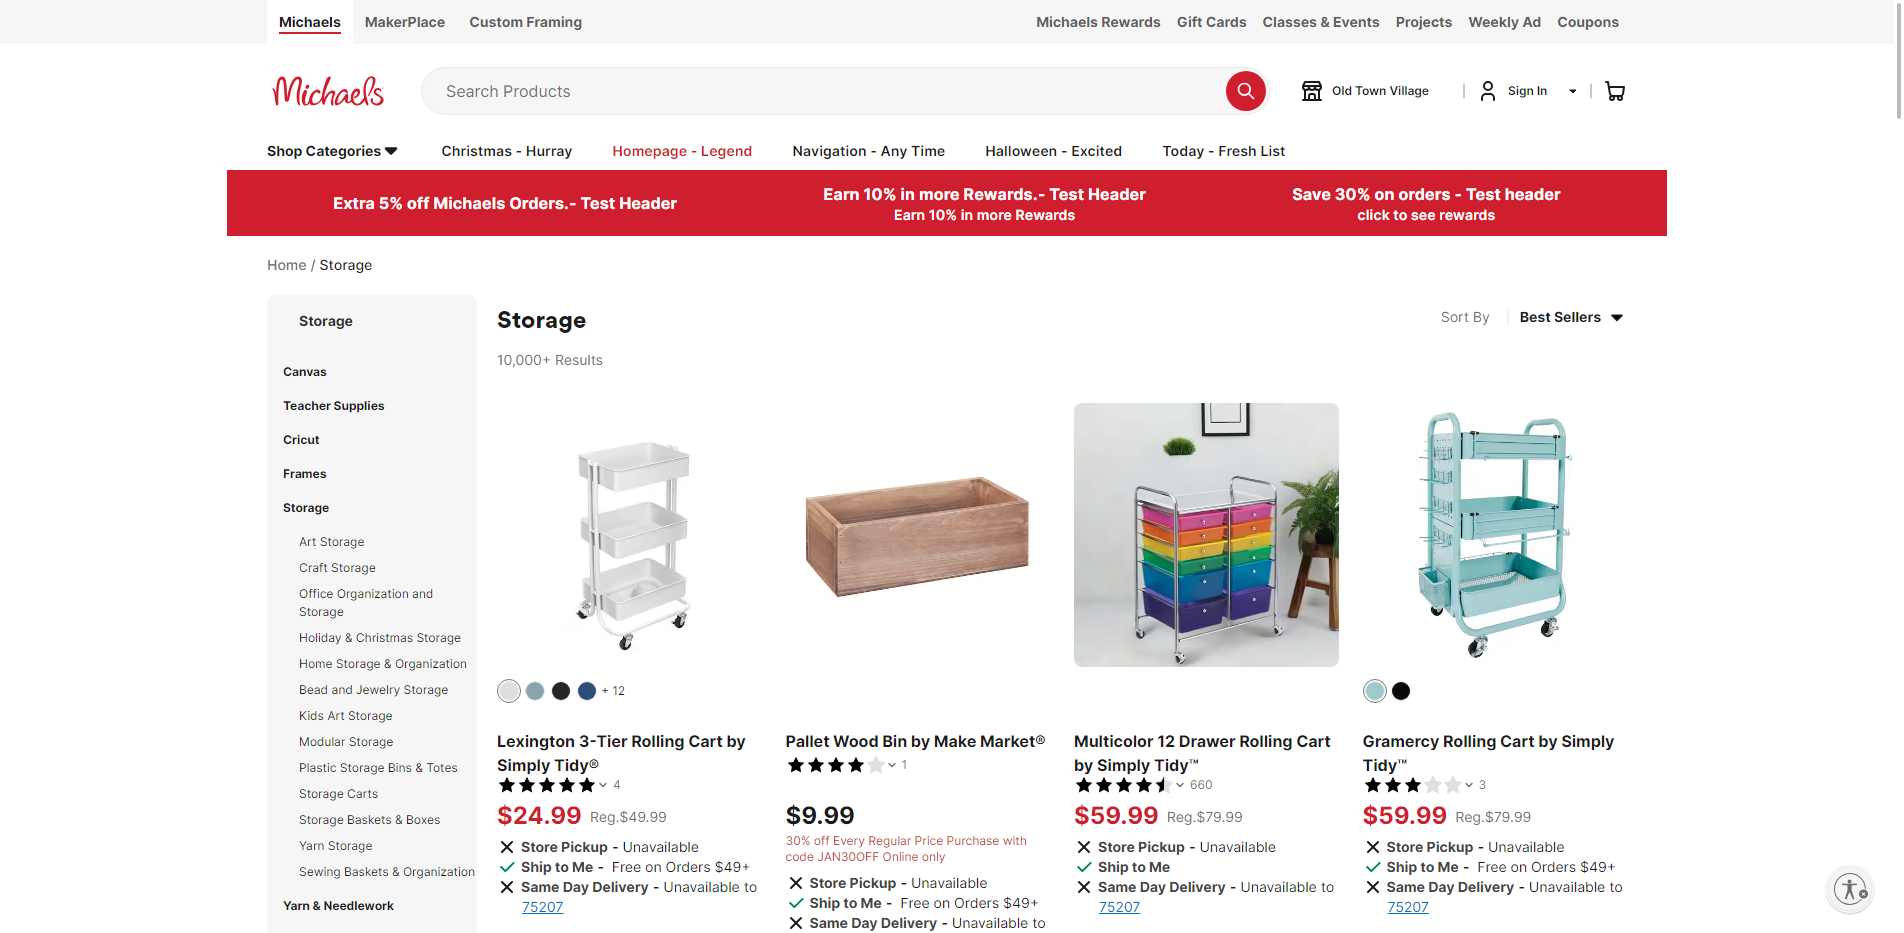 Michaels MakerPlace Custom Framing Michaels Rewards Gift Cards Classes & Events Projects Weekly Ad Coupons
Michaels Search Products Old Town Village Sign In
Shop Categories Christmas - Hurray Homepage - Legend Navigation - Any Time Halloween - Excited Today - Fresh List
Extra 5% off Michaels Orders.- Test Header
Earn 10% in more Rewards.- Test Header
Earn 10% in more Rewards
Save 30% on orders - Test header
click to see rewards
Home / Storage
Storage
Canvas
Teacher Supplies
Cricut
Frames
Storage
Art Storage
Craft Storage
Office Organization and
Storage
Holiday & Christmas Storage
Home Storage & Organization
Bead and Jewelry Storage
Kids Art Storage
Modular Storage
Plastic Storage Bins & Totes
Storage Carts
Storage Baskets & Boxes
Yarn Storage
Sewing Baskets & Organization
Yarn & Needlework
Storage
10,000+ Results
Sort By Best Sellers
+ 12
Lexington 3-Tier Rolling Cart by
Simply Tidy®
4
$24.99 Reg.$49.99
Store Pickup - Unavailable
Ship to Me - Free on Orders $49+
Same Day Delivery - Unavailable to
75207
Pallet Wood Bin by Make Market®
1
$9.99
30% off Every Regular Price Purchase with
code JAN30OFF Online only
Store Pickup - Unavailable
Ship to Me - Free on Orders $49+
Same Day Delivery - Unavailable to
Multicolor 12 Drawer Rolling Cart
by Simply Tidy™
660
$59.99 Reg.$79.99
Store Pickup - Unavailable
Ship to Me
Same Day Delivery - Unavailable to
75207
Gramercy Rolling Cart by Simply
Tidy™
3
$59.99 Reg.$79.99
Store Pickup - Unavailable
Ship to Me - Free on Orders $49+
Same Day Delivery - Unavailable to
75207